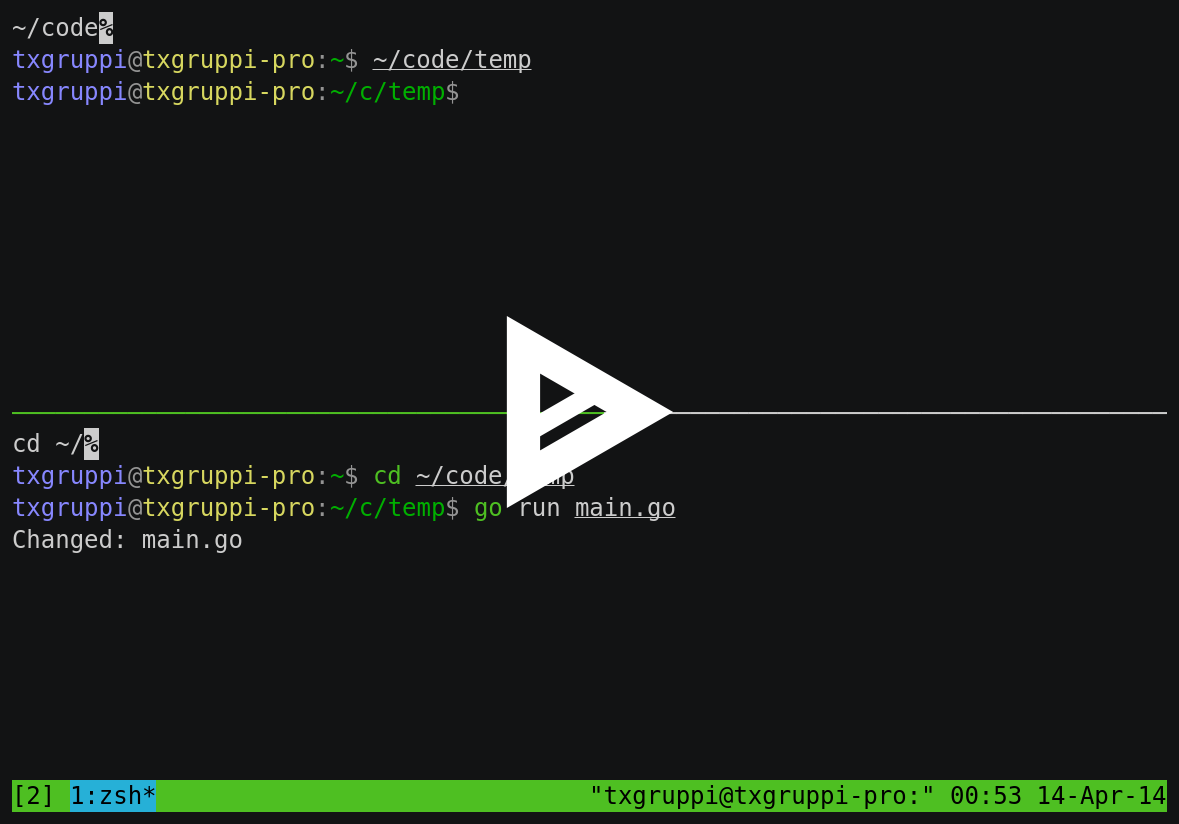 ~/code%
txgruppi@txgruppi-pro:~$ ~/code/temp
txgruppi@txgruppi-pro:~/c/temp$
cd ~/%
txgruppi@txgruppi-pro:~$ cd ~/code/temp
txgruppi@txgruppi-pro:~/c/temp$ go run main.go
Changed: main.go
[2] 1:zsh* "txgruppi@txgruppi-pro:" 00:53 14-Apr-14